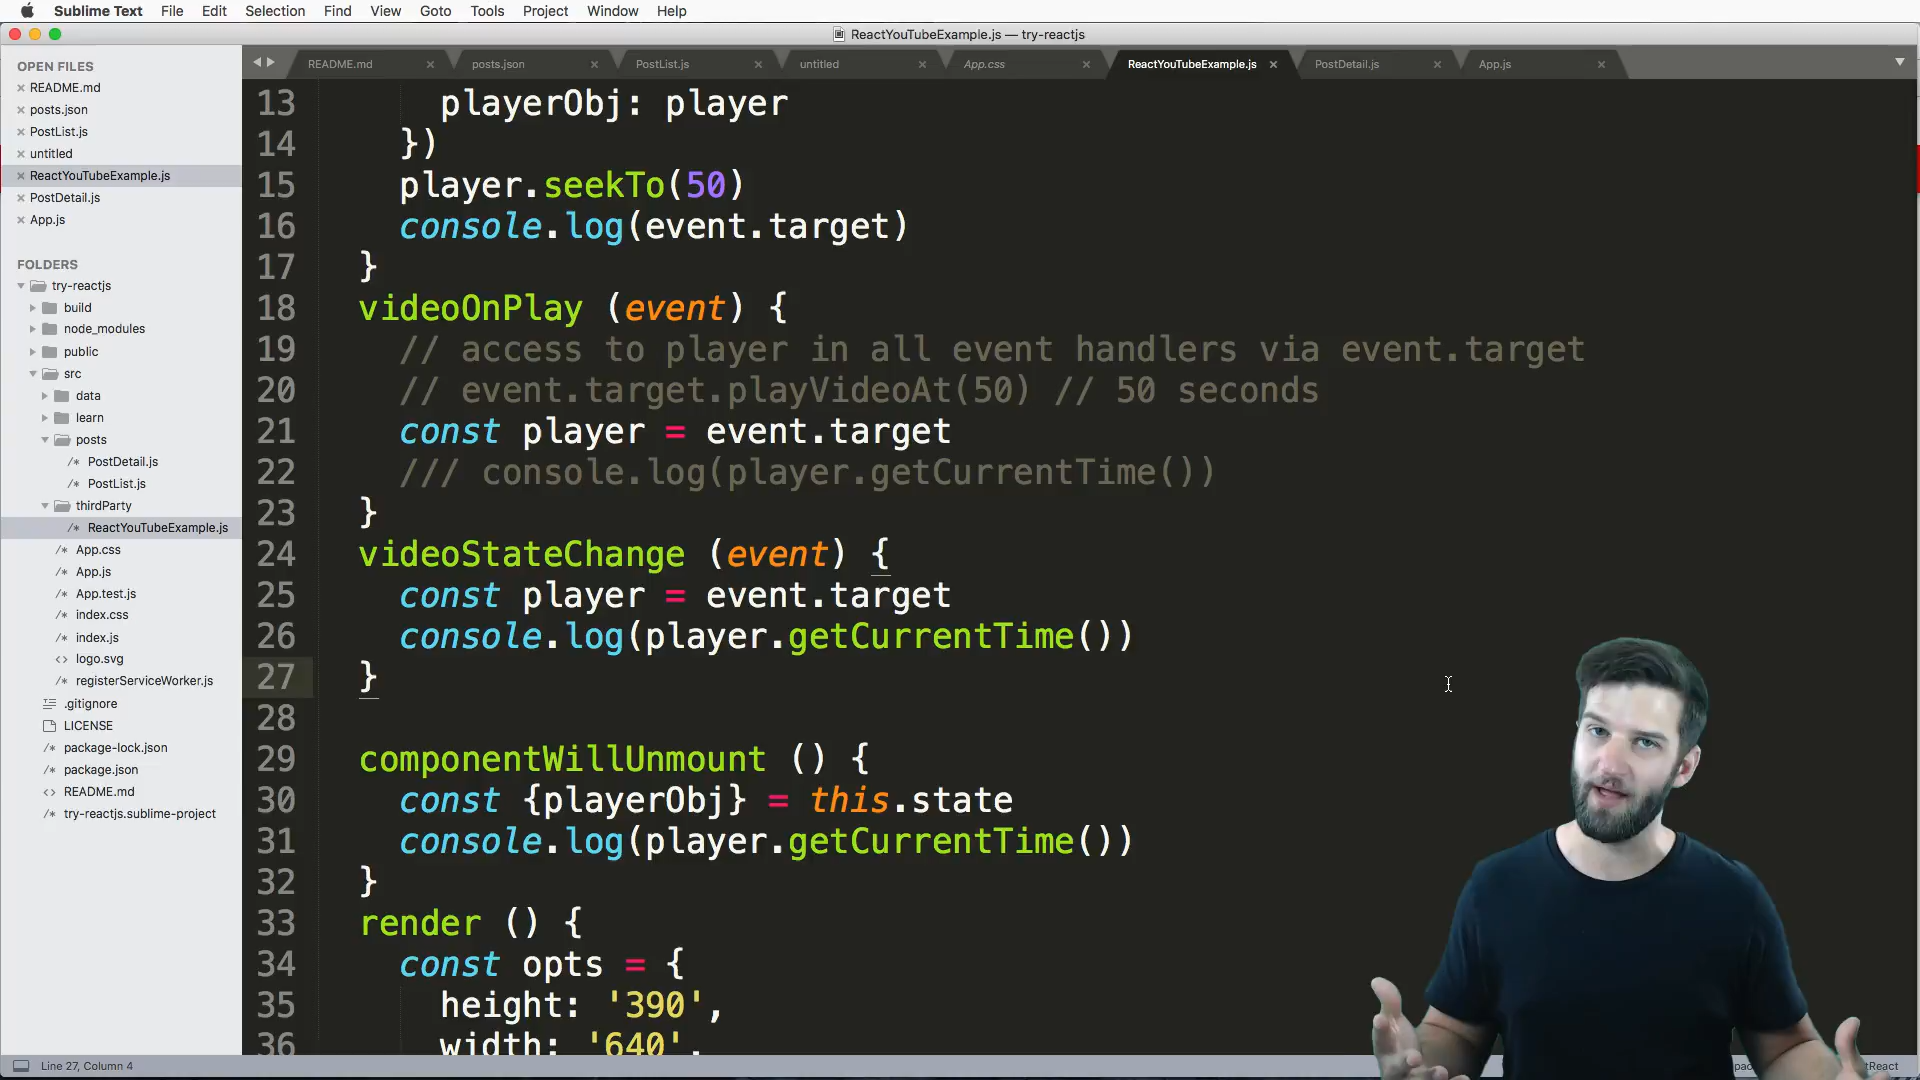 Sublime Text File Edit Selection Find View Goto Tools Project Window Help
ReactYouTubeExample.js — try-reactjs
OPEN FILES
README.md
posts.json
PostList.js
untitled
ReactYouTubeExample.js
PostDetail.js
App.js
FOLDERS
try-reactjs
build
node_modules
public
src
data
learn
posts
/* PostDetail.js
/* PostList.js
thirdParty
/* ReactYouTubeExample.js
/* App.css
/* App.js
/* App.test.js
/* index.css
/* index.js
<> logo.svg
/* registerServiceWorker.js
.gitignore
LICENSE
package-lock.json
package.json
<> README.md
/* try-reactjs.sublime-project
README.md posts.json PostList.js untitled App.css ReactYouTubeExample.js PostDetail.js App.js
13 playerObj: player
14 })
15 player.seekTo(50)
16 console.log(event.target)
17 }
18 videoOnPlay (event) {
19 // access to player in all event handlers via event.target
20 // event.target.playVideoAt(50) // 50 seconds
21 const player = event.target
22 /// console.log(player.getCurrentTime())
23 }
24 videoStateChange (event) {
25 const player = event.target
26 console.log(player.getCurrentTime())
27 }
28
29 componentWillUnmount () {
30 const {playerObj} = this.state
31 console.log(player.getCurrentTime())
32 }
33 render () {
34 const opts = {
35 height: '390',
36 width: '640',
Line 27, Column 4